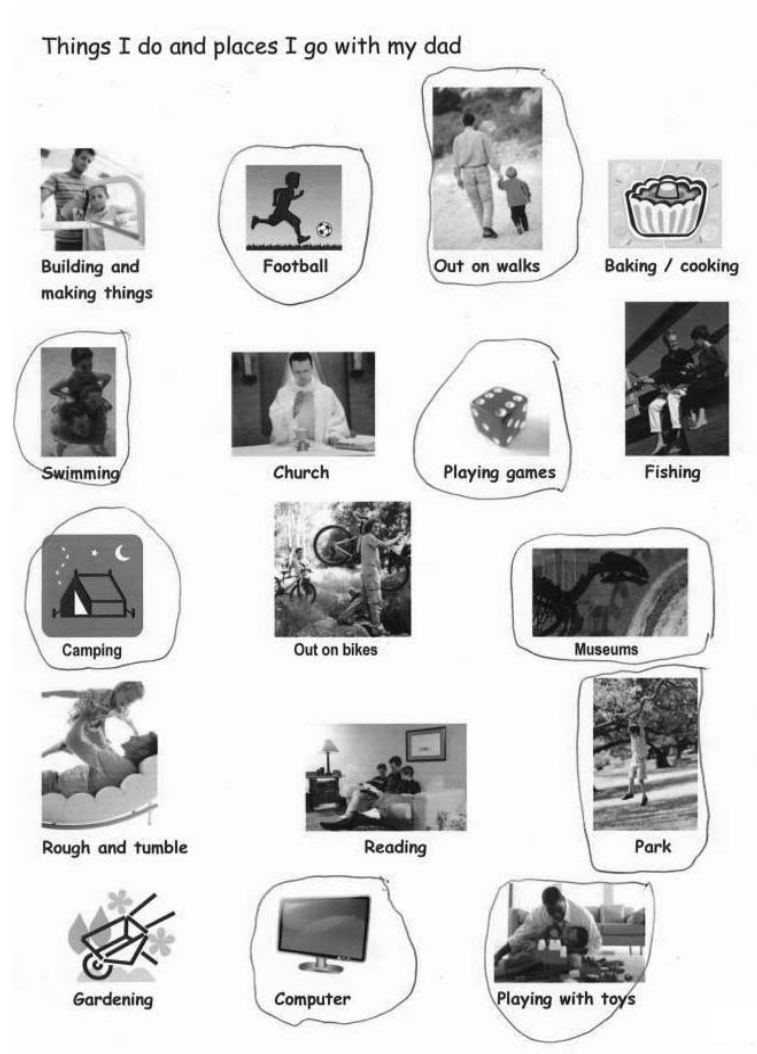 Things I do and places I go with my dad
Building and
making things
Football
Out on walks
Baking / cooking
Swimming
Church
Playing games
Fishing
Camping
Out on bikes
Museums
Rough and tumble
Reading
Park
Gardening
Computer
Playing with toys